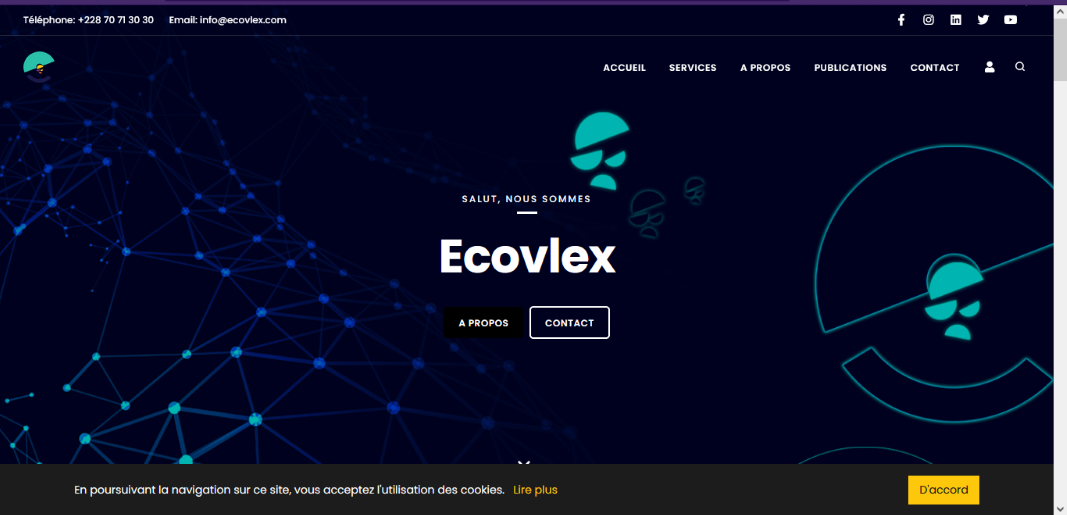 Téléphone: +228 70 71 30 30 Email: info@ecovlex.com
ACCUEIL SERVICES A PROPOS PUBLICATIONS CONTACT
SALUT, NOUS SOMMES
Ecovlex
A PROPOS CONTACT
En poursuivant la navigation sur ce site, vous acceptez l'utilisation des cookies. Lire plus D'accord